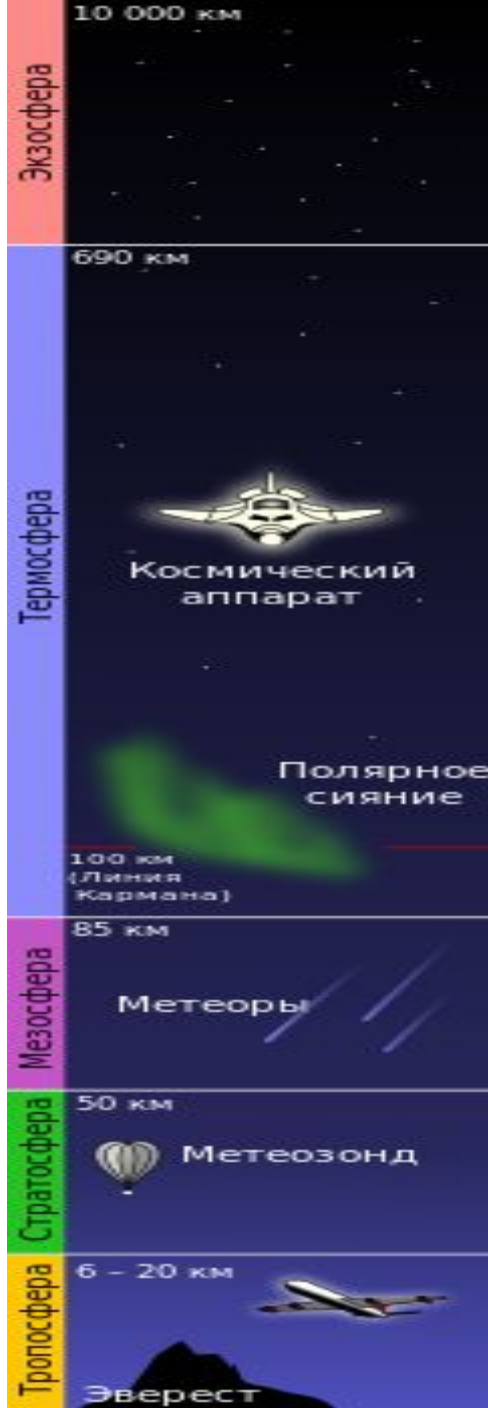 10 000 км
Экзосфера
690 км
Термосфера
Космический
аппарат
Полярное
сияние
100 км
(Линия
Кармана)
85 км
Мезосфера
Метеоры
50 км
Стратосфера
Метеозонд
6 – 20 км
Тропосфера
Эверест